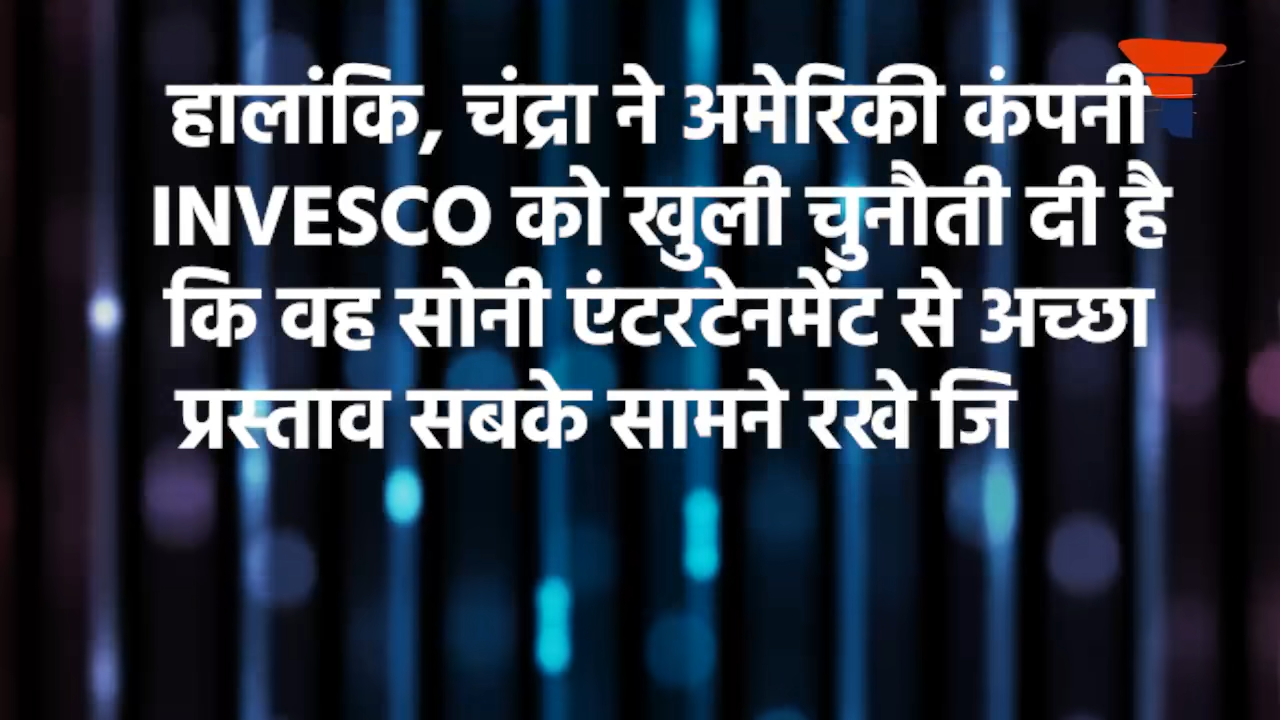 हालांकि, चंद्रा ने अमेरिकी कंपनी
INVESCO को खुली चुनौती दी है
कि वह सोनी एंटरटेनमेंट से अच्छा
प्रस्ताव सबके सामने रखे जि